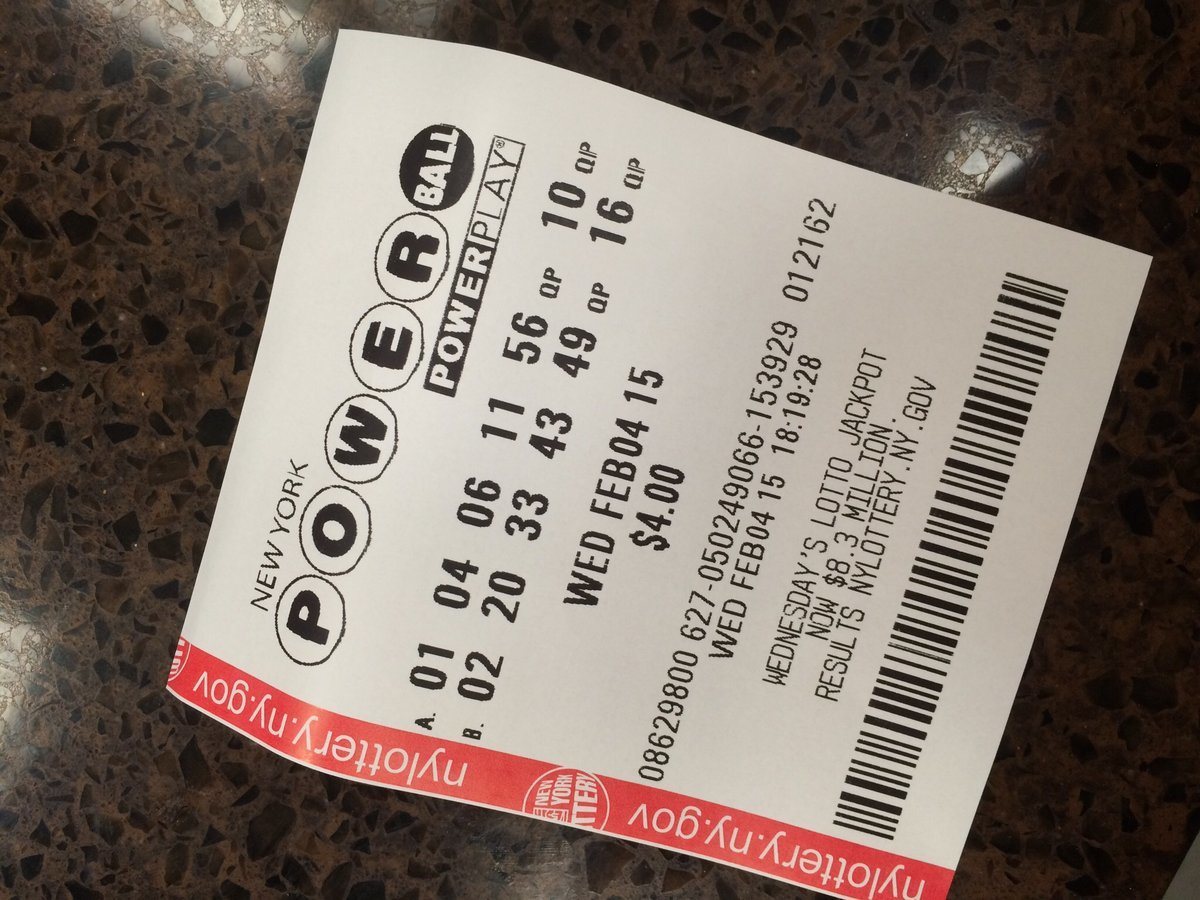 NEW YORK
POWERBALL
POWERPLAY®
A. 01 04 06 11 56 QP 10 QP
B. 02 20 33 43 49 QP 16 QP
WED FEB04 15
$4.00
08629800 627-050249066-153929 012162
WED FEB04 15 18:19:28
WEDNESDAY'S LOTTO JACKPOT
NOW $8.3 MILLION.
RESULTS NYLOTTERY.NY.GOV
nylottery.ny.gov
NEW
YORK
nylottery.ny.gov